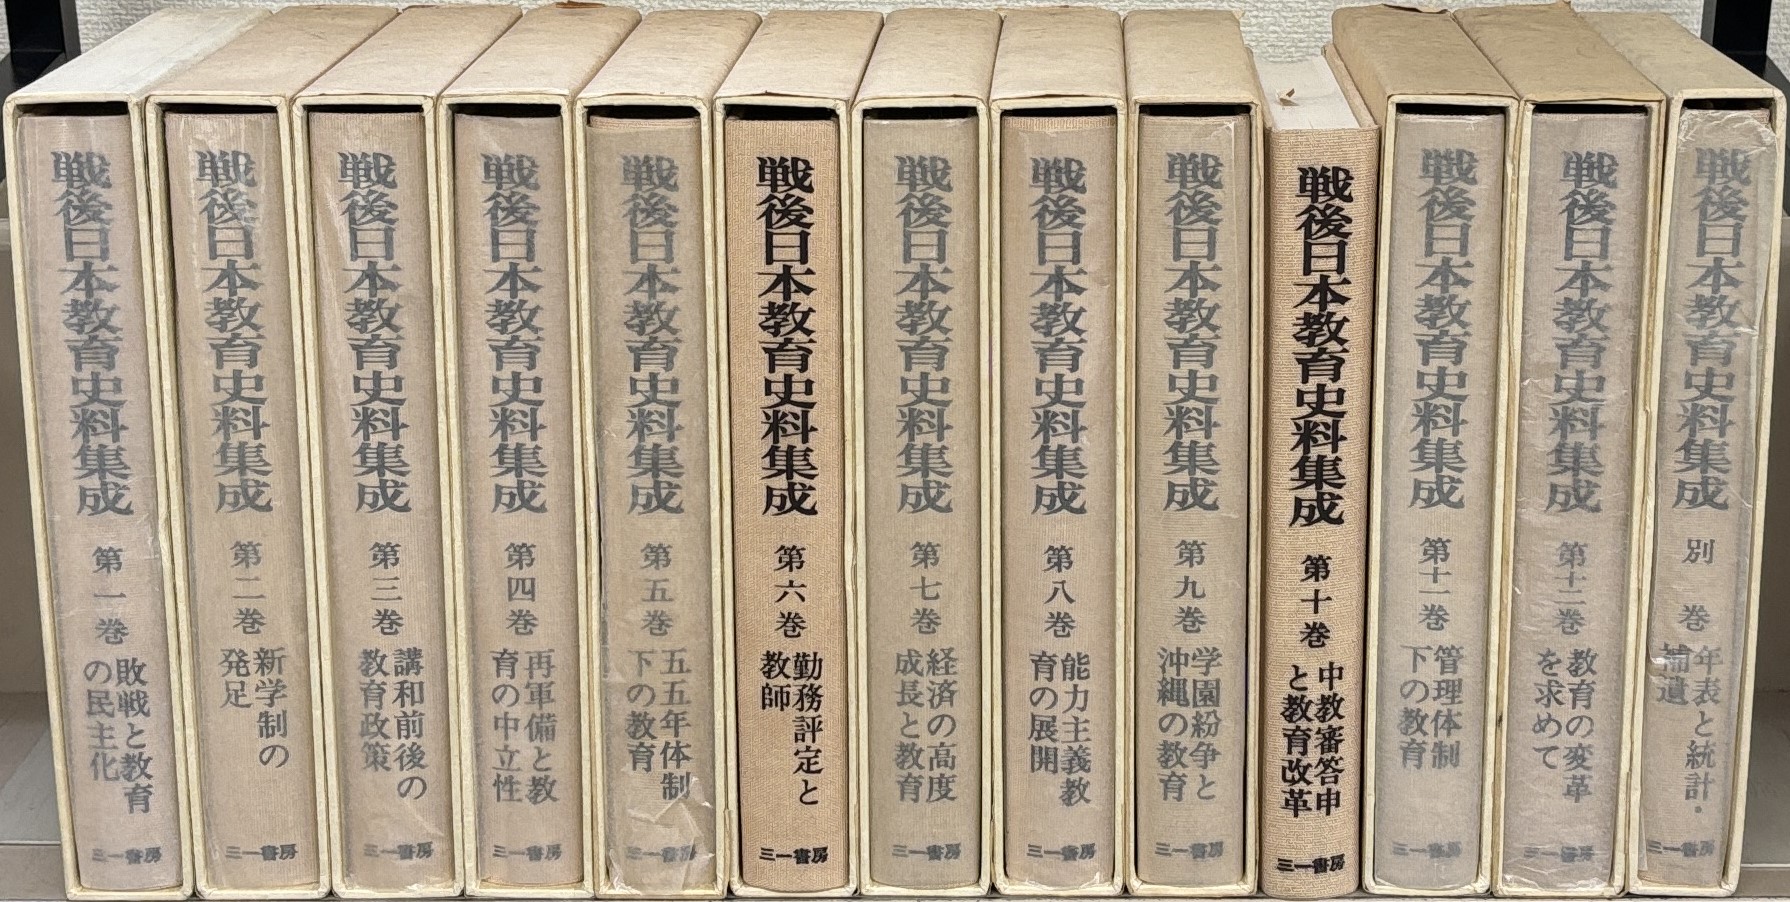 戦後日本教育史料集成
第一巻
敗戦と教育
の民主化
三一書房
戦後日本教育史料集成
第二巻
新学制の
発足
三一書房
戦後日本教育史料集成
第三巻
講和前後の
教育政策
三一書房
戦後日本教育史料集成
第四巻
再軍備と教
育の中立性
三一書房
戦後日本教育史料集成
第五巻
五五年体制
下の教育
三一書房
戦後日本教育史料集成
第六巻
勤務評定と
教師
三一書房
戦後日本教育史料集成
第七巻
経済の高度
成長と教育
三一書房
戦後日本教育史料集成
第八巻
能力主義教
育の展開
三一書房
戦後日本教育史料集成
第九巻
学園紛争と
沖縄の教育
三一書房
戦後日本教育史料集成
第十巻
中教審答申
と教育改革
三一書房
戦後日本教育史料集成
第十一巻
管理体制
下の教育
三一書房
戦後日本教育史料集成
第十二巻
教育の変革
を求めて
三一書房
戦後日本教育史料集成
別巻
年表と統計・
補遺
三一書房